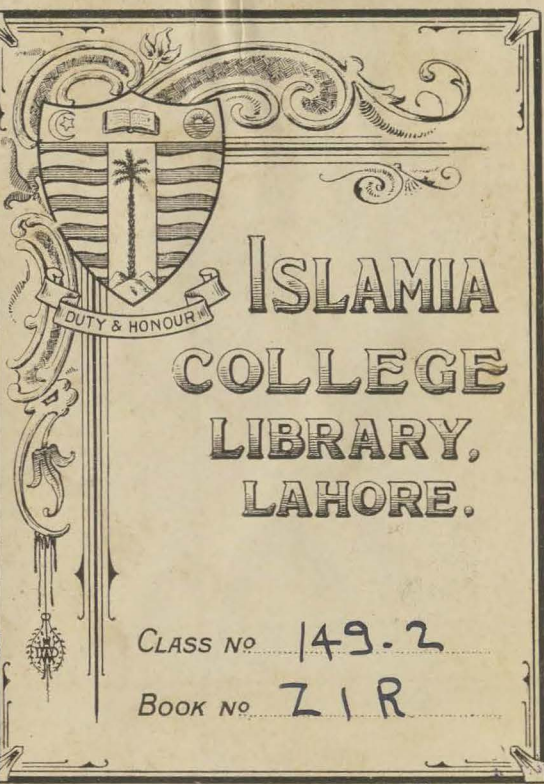 DUTY & HONOUR
ISLAMIA
COLLEGE
LIBRARY,
LAHORE.
CLASS Nº 149.2
BOOK Nº ZIR